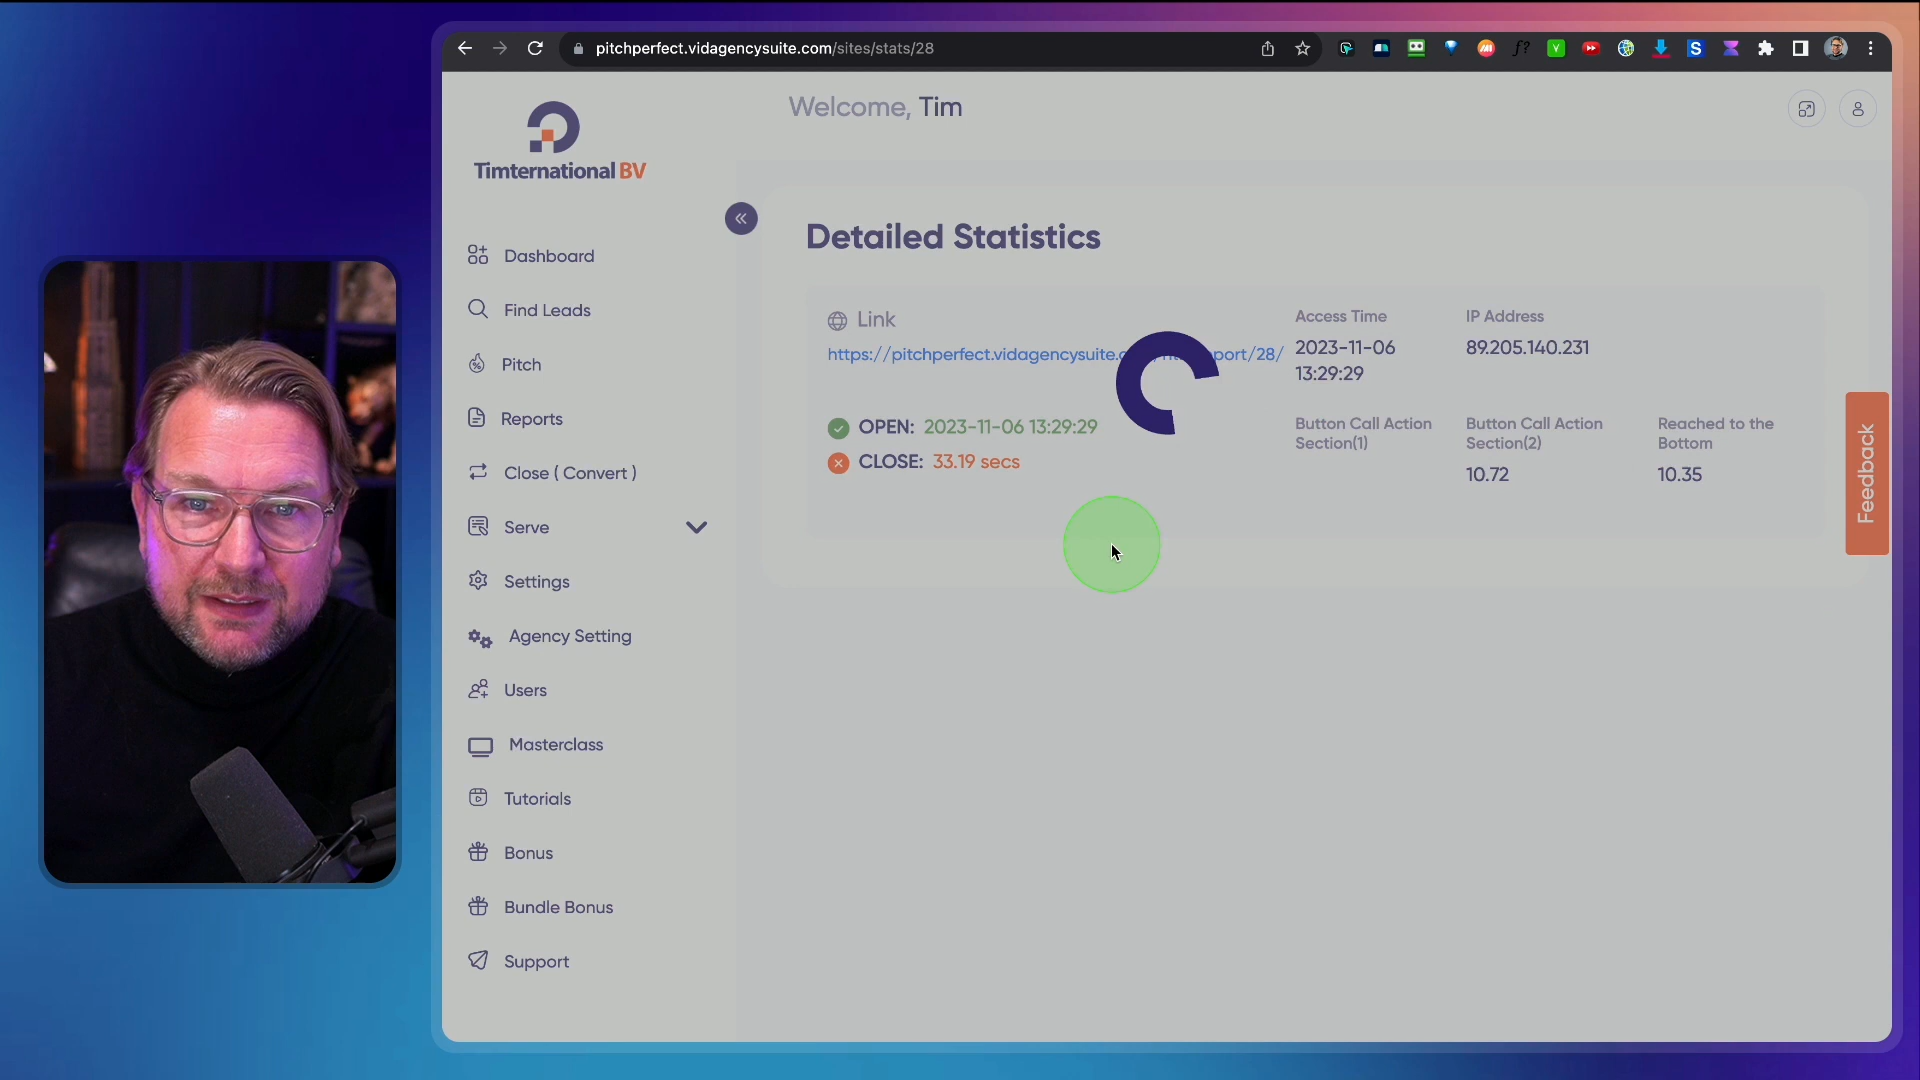 pitchperfect.vidagencysuite.com/sites/stats/28
Timternational BV
Welcome, Tim
Dashboard
Find Leads
Pitch
Reports
Close ( Convert )
Serve
Settings
Agency Setting
Users
Masterclass
Tutorials
Bonus
Bundle Bonus
Support
Detailed Statistics
Link
https://pitchperfect.vidagencysuite.
port/28/
OPEN: 2023-11-06 13:29:29
CLOSE: 33.19 secs
Access Time
2023-11-06
13:29:29
IP Address
89.205.140.231
Button Call Action
Section(1)
Button Call Action
Section(2)
10.72
Reached to the
Bottom
10.35
Feedback